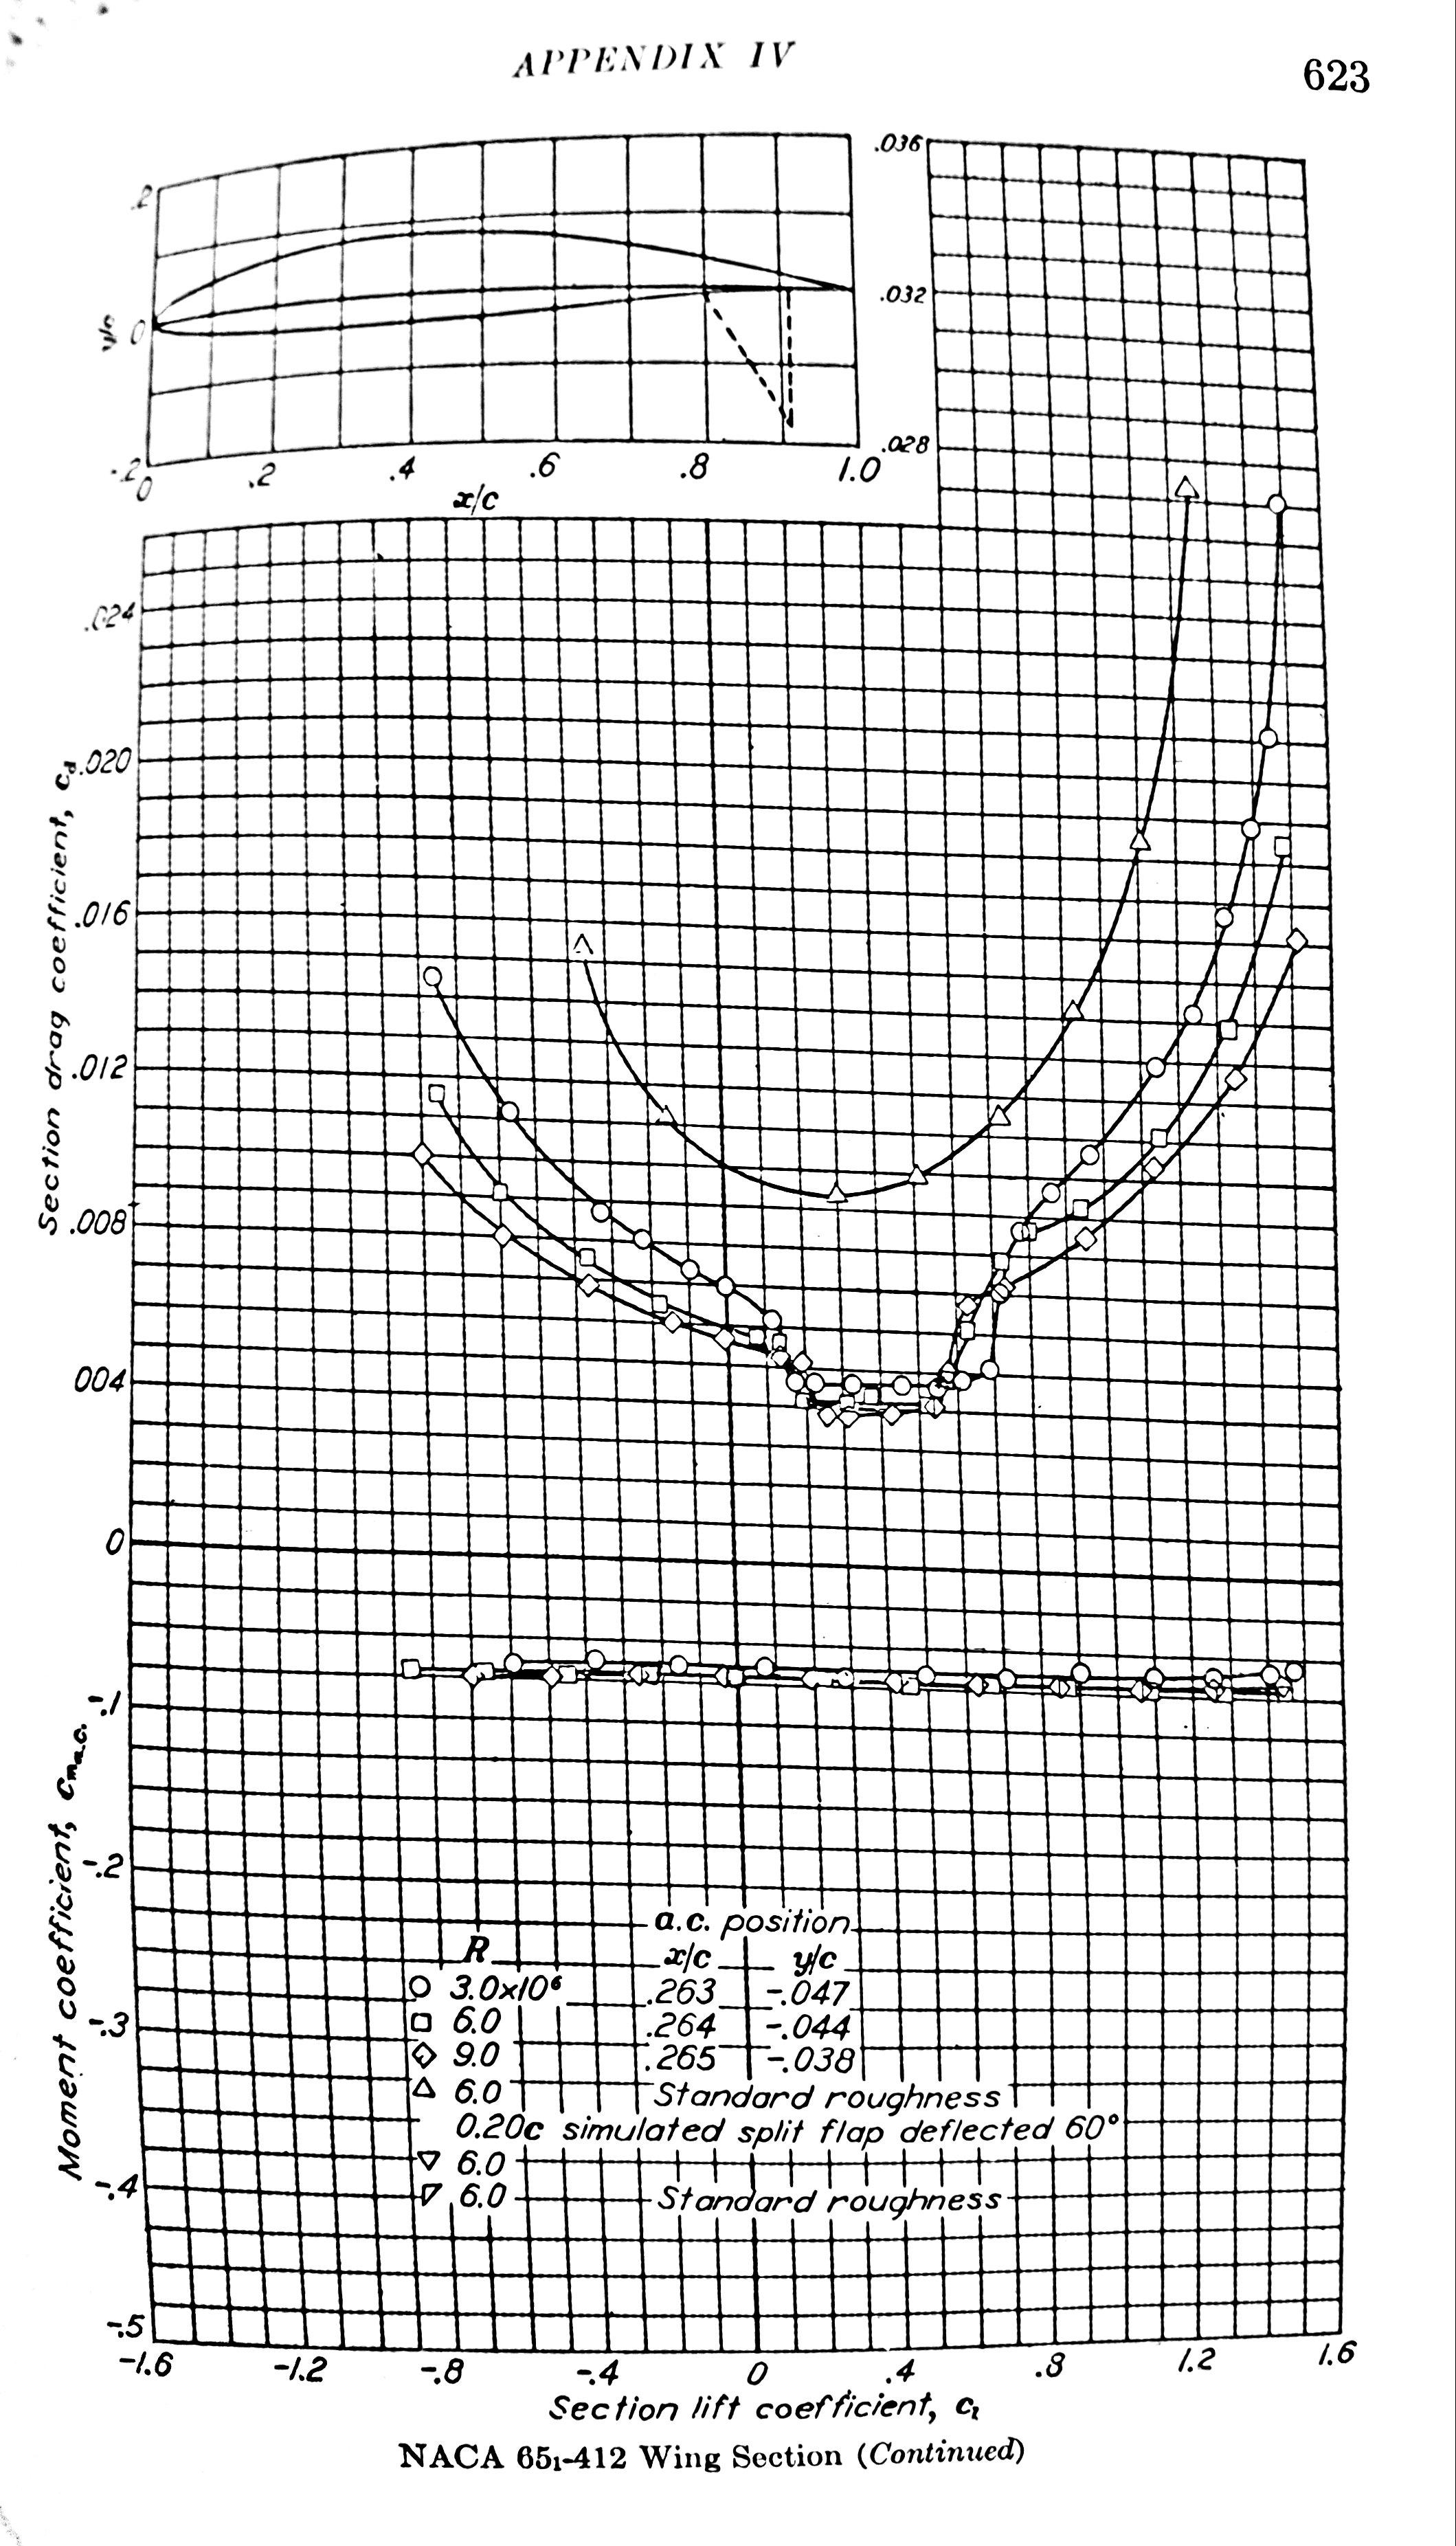 APPENDIX IV
623
.2
y/c
0
-.2
0
.2
.4
.6
.8
1.0
x/c
.036
.032
.028
.024
.020
.016
.012
.008
004
0
Section drag coefficient, cd
-.1
-.2
-.3
-.4
-.5
Moment coefficient, cma.c.
a.c. position
R x/c y/c
3.0x10⁶ .263 -.047
6.0 .264 -.044
9.0 .265 -.038
6.0 Standard roughness
0.20c simulated split flap deflected 60°
6.0
6.0 Standard roughness
-1.6
-1.2
-.8
-.4
0
.4
.8
1.2
1.6
Section lift coefficient, cl
NACA 65₁-412 Wing Section (Continued)